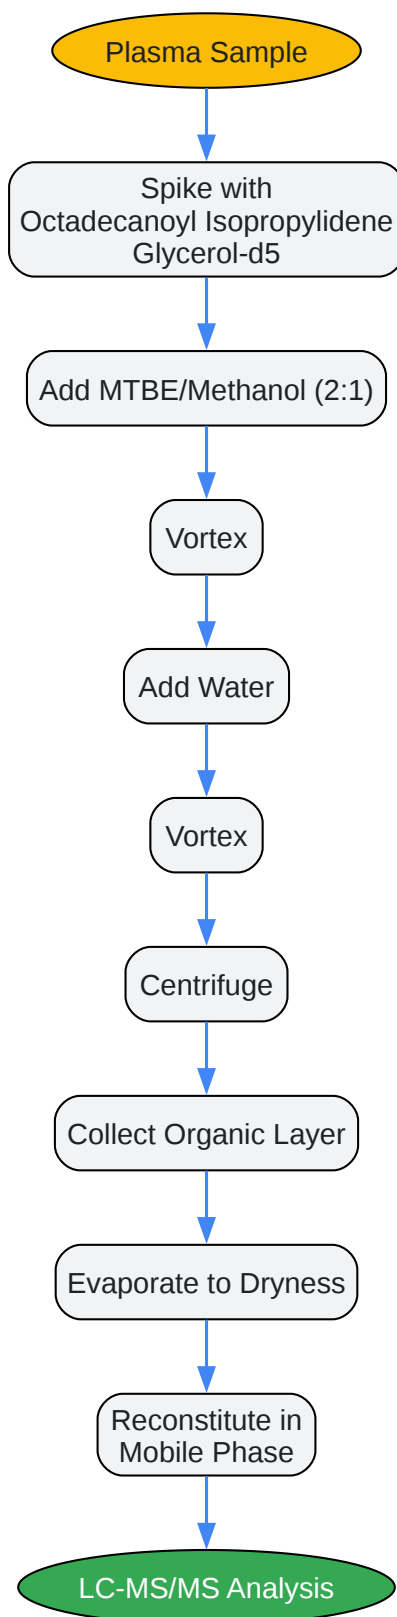 Plasma Sample
Spike with
Octadecanoyl Isopropylidene
Glycerol-d5
Add MTBE/Methanol (2:1)
Vortex
Add Water
Vortex
Centrifuge
Collect Organic Layer
Evaporate to Dryness
Reconstitute in
Mobile Phase
LC-MS/MS Analysis